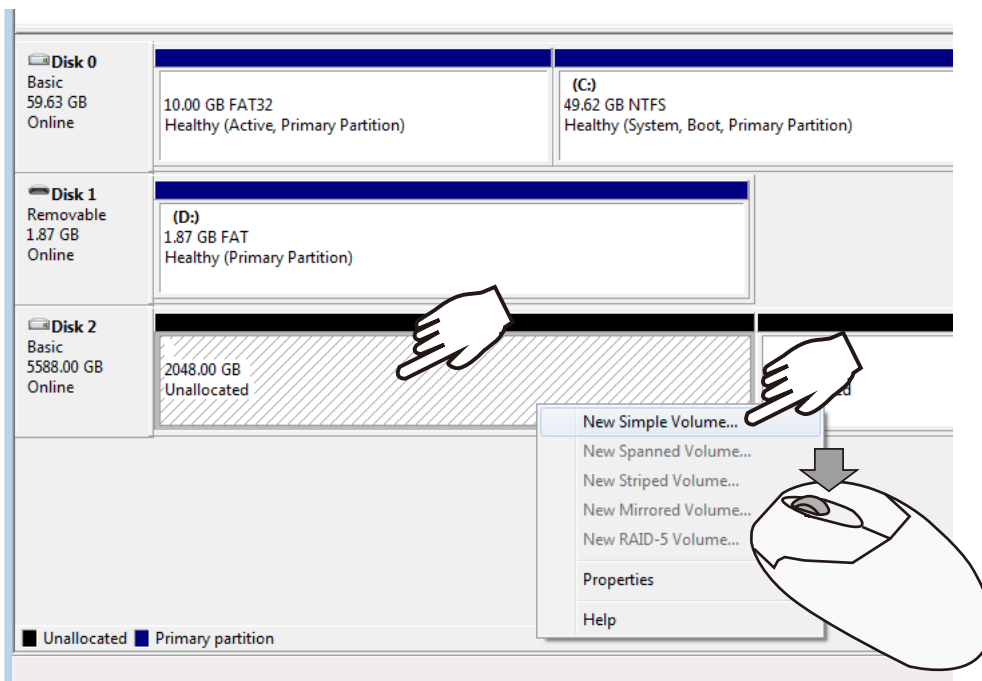 Disk 0
Basic
59.63 GB
Online
10.00 GB FAT32
Healthy (Active, Primary Partition)
(C:)
49.62 GB NTFS
Healthy (System, Boot, Primary Partition)
Disk 1
Removable
1.87 GB
Online
(D:)
1.87 GB FAT
Healthy (Primary Partition)
Disk 2
Basic
5588.00 GB
Online
2048.00 GB
Unallocated
New Simple Volume...
New Spanned Volume...
New Striped Volume...
New Mirrored Volume...
New RAID-5 Volume...
Properties
Help
Unallocated Primary partition